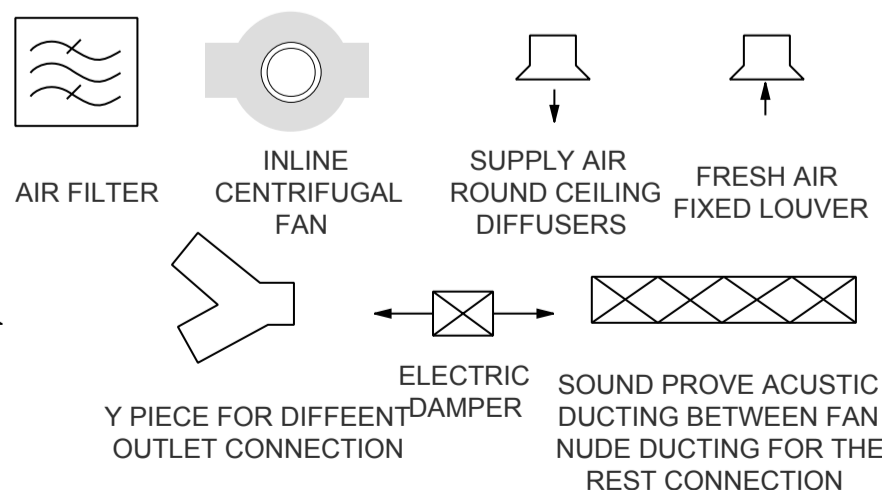 AIR FILTER
INLINE
CENTRIFUGAL
FAN
SUPPLY AIR
ROUND CEILING
DIFFUSERS
FRESH AIR
FIXED LOUVER
Y PIECE FOR DIFFEENT
OUTLET CONNECTION
ELECTRIC
DAMPER
SOUND PROVE ACUSTIC
DUCTING BETWEEN FAN
NUDE DUCTING FOR THE
REST CONNECTION